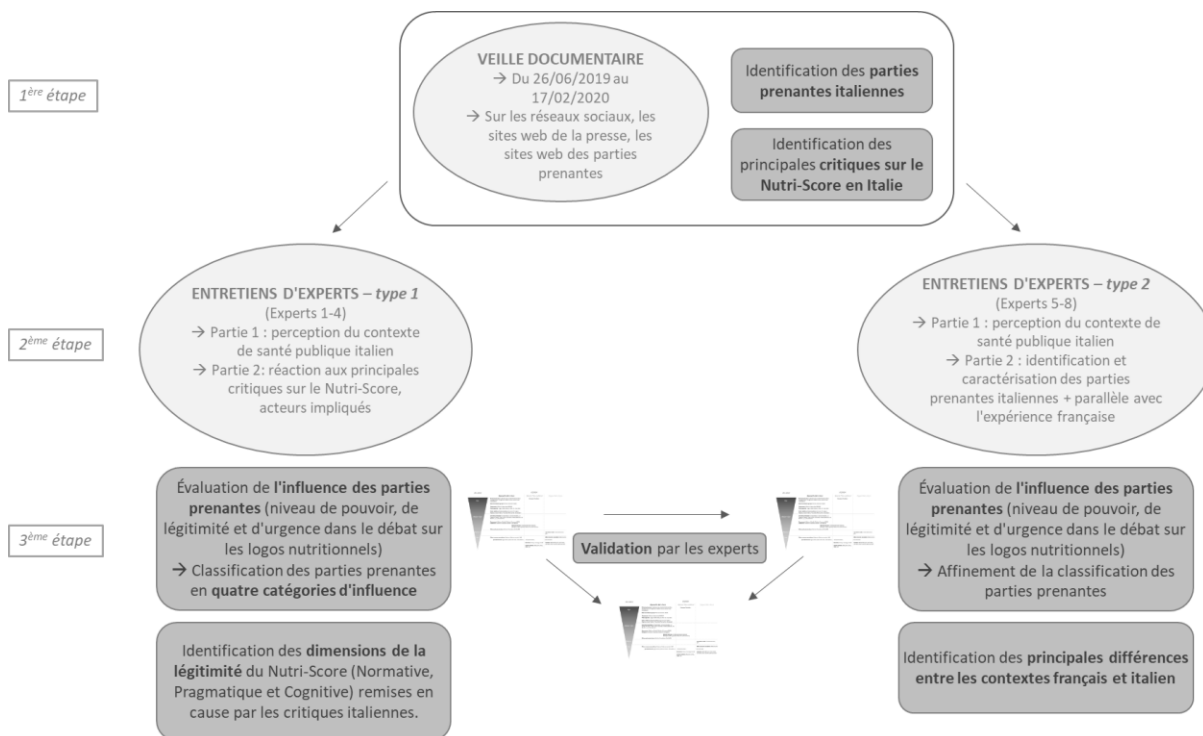 1ère étape
VEILLE DOCUMENTAIRE
→ Du 26/06/2019 au
17/02/2020
→ Sur les réseaux sociaux, les
sites web de la presse, les
sites web des parties
prenantes
Identification des parties
prenantes italiennes
Identification des
principales critiques sur le
Nutri-Score en Italie
2ème étape
ENTRETIENS D'EXPERTS – type 1
(Experts 1-4)
→ Partie 1 : perception du contexte
de santé publique italien
→ Partie 2: réaction aux principales
critiques sur le Nutri-Score,
acteurs impliqués
ENTRETIENS D'EXPERTS – type 2
(Experts 5-8)
→ Partie 1 : perception du contexte de
santé publique italien
→ Partie 2 : identification et
caractérisation des parties
prenantes italiennes + parallèle avec
l'expérience française
3ème étape
Évaluation de l'influence des parties
prenantes (niveau de pouvoir, de
légitimité et d'urgence dans le débat sur
les logos nutritionnels)
→ Classification des parties prenantes
en quatre catégories d'influence
Validation par les experts
Évaluation de l'influence des parties
prenantes (niveau de pouvoir, de
légitimité et d'urgence dans le débat sur
les logos nutritionnels)
→ Affinement de la classification des
parties prenantes
Identification des dimensions de la
légitimité du Nutri-Score (Normative,
Pragmatique et Cognitive) remises en
cause par les critiques italiennes.
Identification des principales différences
entre les contextes français et italien